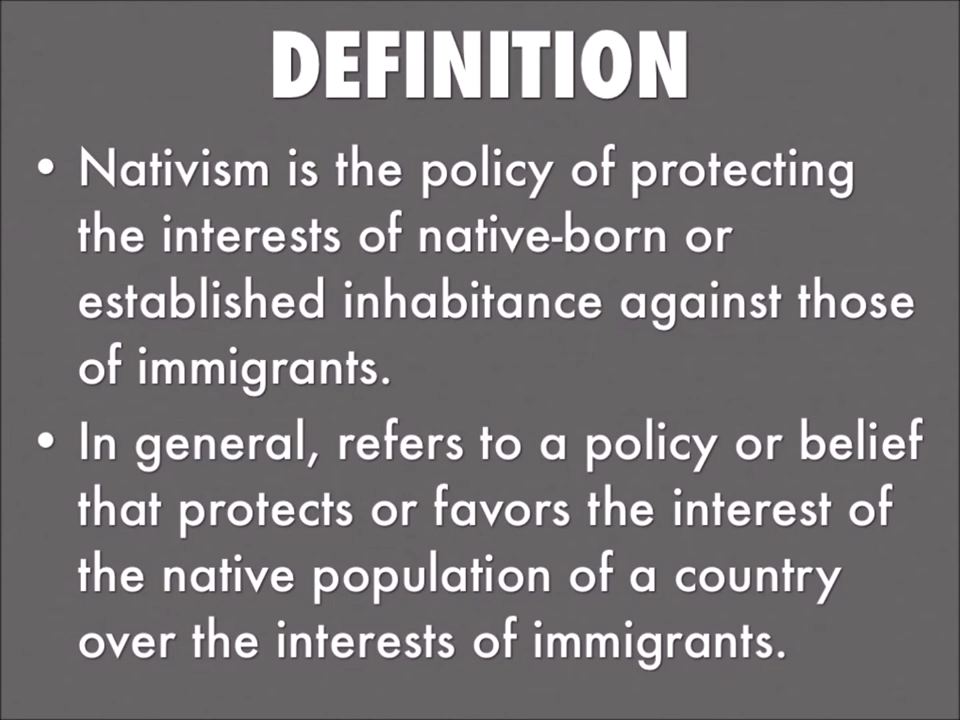 DEFINITION
• Nativism is the policy of protecting
the interests of native-born or
established inhabitance against those
of immigrants.
• In general, refers to a policy or belief
that protects or favors the interest of
the native population of a country
over the interests of immigrants.